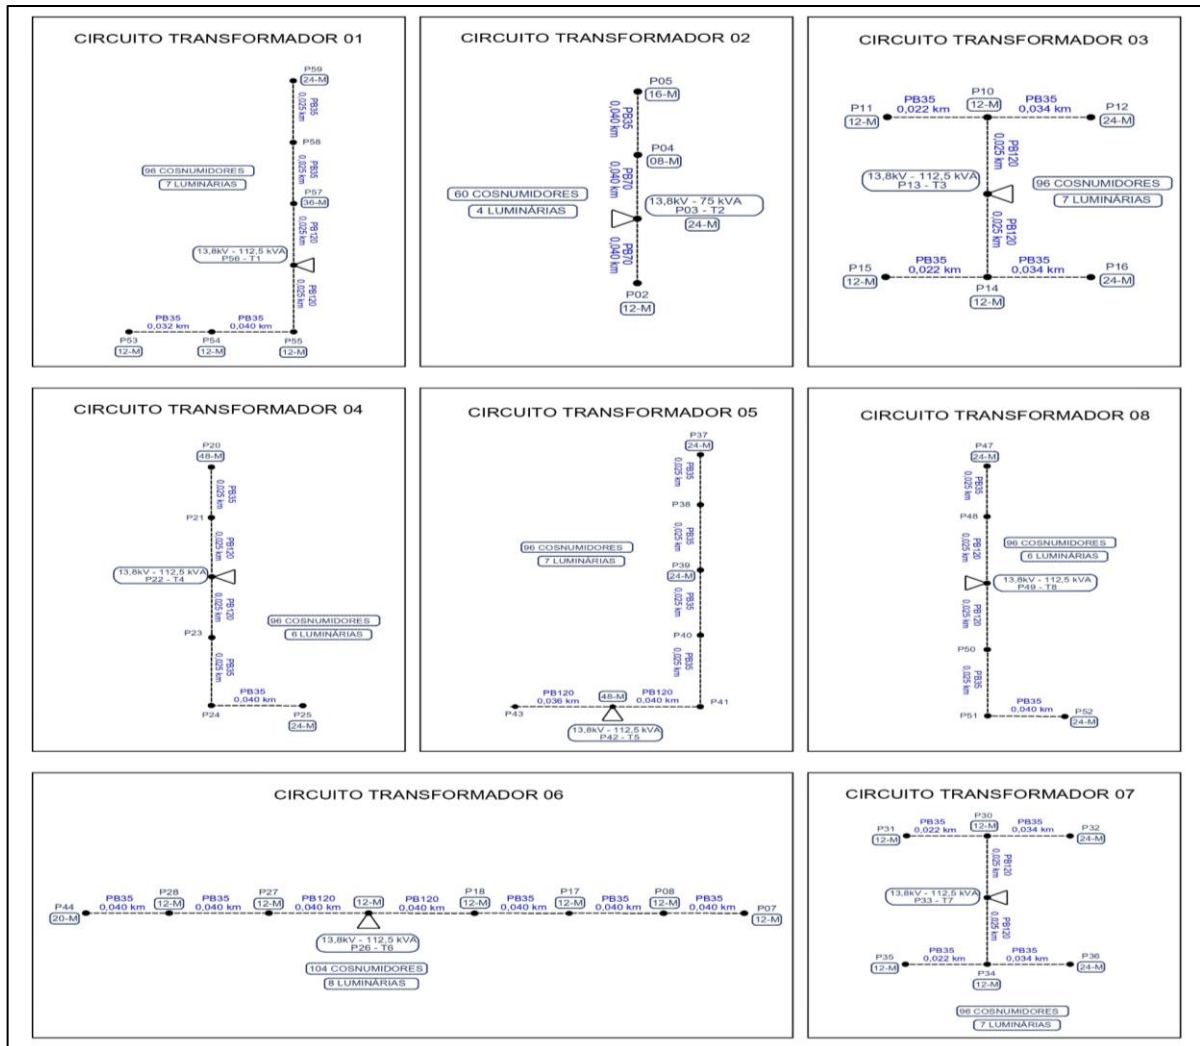 CIRCUITO TRANSFORMADOR 01
P59
24-M
PB35
0,025 km
P58
PB35
0,025 km
96 COSNUMIDORES
7 LUMINÁRIAS
P57
36-M
PB120
0,025 km
13,8kV - 112,5 kVA
P56 - T1
PB120
0,025 km
PB35 PB35
0,032 km 0,040 km
P53 P54 P55
12-M 12-M 12-M
CIRCUITO TRANSFORMADOR 02
P05
16-M
PB35
0,040 km
P04
08-M
PB70
0,040 km
60 COSNUMIDORES
4 LUMINÁRIAS
13,8kV - 75 kVA
P03 - T2
24-M
PB70
0,040 km
P02
12-M
CIRCUITO TRANSFORMADOR 03
P11 PB35 P10 PB35 P12
12-M 0,022 km 12-M 0,034 km 24-M
PB120
0,025 km
13,8kV - 112,5 kVA
P13 - T3
96 COSNUMIDORES
7 LUMINÁRIAS
PB120
0,025 km
P15 PB35 PB35 P16
12-M 0,022 km 0,034 km 24-M
P14
12-M
CIRCUITO TRANSFORMADOR 04
P20
48-M
PB35
0,025 km
P21
PB120
0,025 km
13,8kV - 112,5 kVA
P22 - T4
PB120
0,025 km
96 COSNUMIDORES
6 LUMINÁRIAS
P23
PB35
0,025 km
PB35
0,040 km
P24 P25
24-M
CIRCUITO TRANSFORMADOR 05
P37
24-M
PB35
0,025 km
P38
PB35
0,025 km
96 COSNUMIDORES
7 LUMINÁRIAS
P39
24-M
PB35
0,025 km
P40
PB35
0,025 km
PB120 48-M PB120
0,036 km 0,040 km
P43 P41
13,8kV - 112,5 kVA
P42 - T5
CIRCUITO TRANSFORMADOR 08
P47
24-M
PB35
0,025 km
P48
PB120
0,025 km
96 COSNUMIDORES
6 LUMINÁRIAS
13,8kV - 112,5 kVA
P49 - T8
PB120
0,025 km
P50
PB35
0,025 km
PB35
0,040 km
P51 P52
24-M
CIRCUITO TRANSFORMADOR 06
P44 PB35 P28 PB35 P27 PB120 12-M PB120 P18 PB35 P17 PB35 P08 PB35 P07
20-M 0,040 km 12-M 0,040 km 12-M 0,040 km 0,040 km 12-M 0,040 km 12-M 0,040 km 12-M 0,040 km 12-M
13,8kV - 112,5 kVA
P26 - T6
104 COSNUMIDORES
8 LUMINÁRIAS
CIRCUITO TRANSFORMADOR 07
P31 PB35 P30 PB35 P32
12-M 0,022 km 12-M 0,034 km 24-M
PB120
0,025 km
13,8kV - 112,5 kVA
P33 - T7
PB120
0,025 km
P35 PB35 PB35 P36
12-M 0,022 km 0,034 km 24-M
P34
12-M
96 COSNUMIDORES
7 LUMINÁRIAS